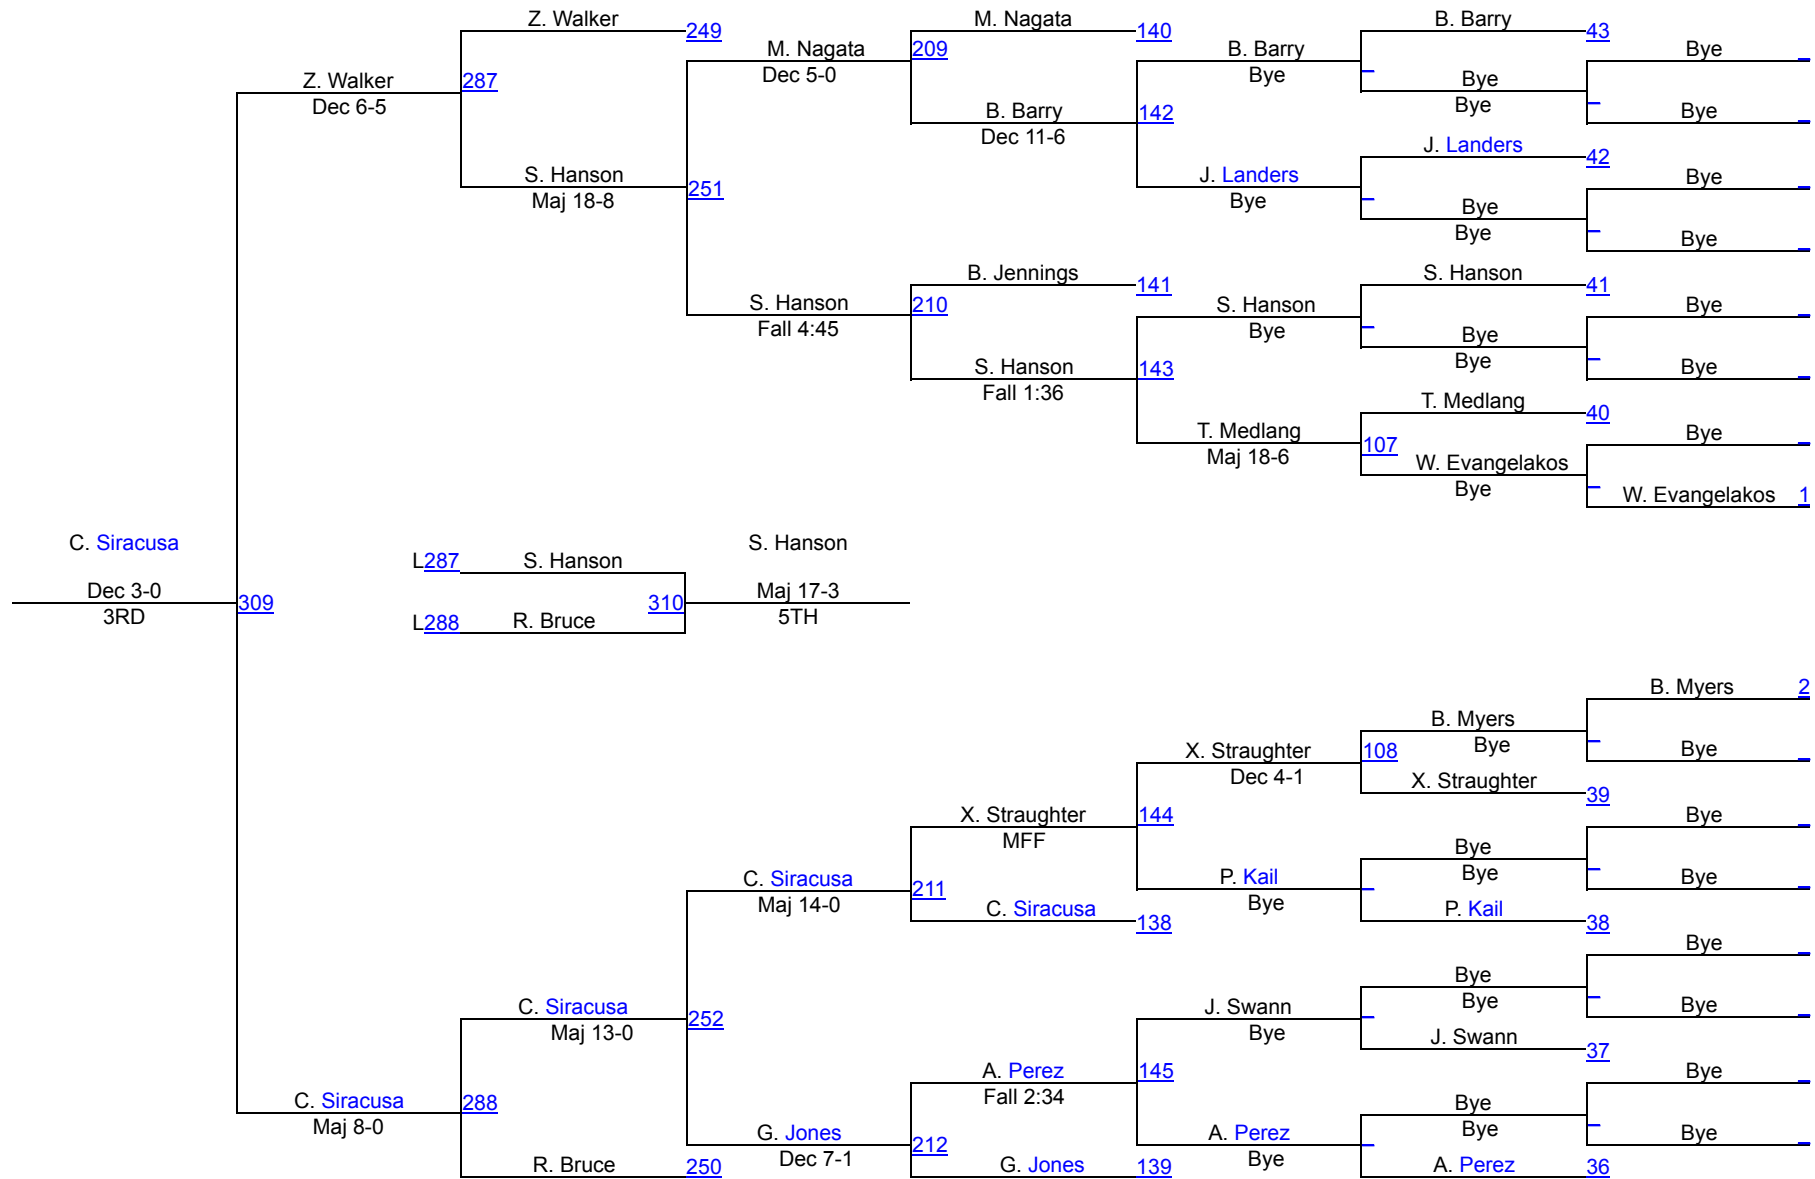 Z. Walker
249
M. Nagata
140
B. Barry
43
Bye
M. Nagata
Dec 5-0
209
B. Barry
Bye
Bye
Bye
Bye
Z. Walker
Dec 6-5
287
B. Barry
Dec 11-6
142
J. Landers
42
Bye
S. Hanson
Maj 18-8
251
J. Landers
Bye
Bye
Bye
Bye
B. Jennings
141
S. Hanson
41
Bye
S. Hanson
Fall 4:45
210
S. Hanson
Bye
Bye
Bye
Bye
S. Hanson
Fall 1:36
143
T. Medlang
40
Bye
T. Medlang
Maj 18-6
107
W. Evangelakos
Bye
W. Evangelakos 1
C. Siracusa
Dec 3-0
3RD
309
L287 S. Hanson
L288 R. Bruce
310
S. Hanson
Maj 17-3
5TH
B. Myers 2
B. Myers
Bye
Bye
X. Straughter
Dec 4-1
108
X. Straughter
39
X. Straughter
MFF
144
Bye
Bye
Bye
Bye
C. Siracusa
Maj 14-0
211
C. Siracusa
138
P. Kail
Bye
P. Kail
38
Bye
C. Siracusa
Maj 13-0
252
J. Swann
Bye
Bye
Bye
Bye
J. Swann
37
A. Perez
Fall 2:34
145
Bye
C. Siracusa
Maj 8-0
288
G. Jones
Dec 7-1
212
A. Perez
Bye
Bye
Bye
Bye
R. Bruce
250
G. Jones
139
A. Perez
36